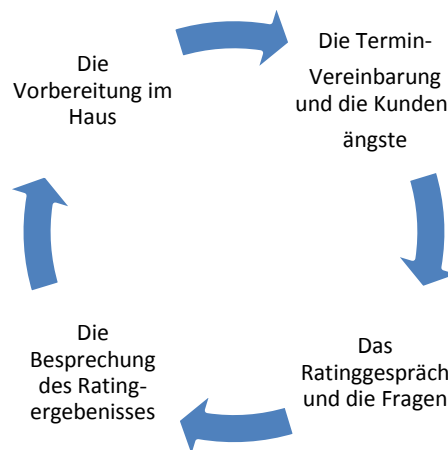 Die
Vorbereitung im
Haus
Die Termin-
Vereinbarung
und die Kunden
ängste
Das
Ratinggespräch
und die Fragen
Die
Besprechung
des Rating-
ergebenisses